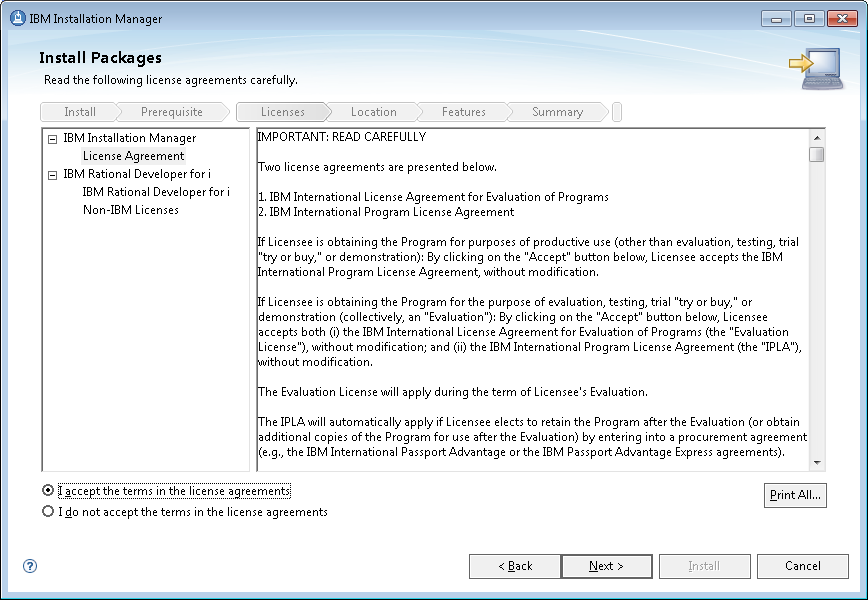 IBM Installation Manager
Install Packages
Read the following license agreements carefully.
Install
Prerequisite
Licenses
Location
Features
Summary
IBM Installation Manager
License Agreement
IBM Rational Developer for i
IBM Rational Developer for i
Non-IBM Licenses
IMPORTANT: READ CAREFULLY
Two license agreements are presented below.
1. IBM International License Agreement for Evaluation of Programs
2. IBM International Program License Agreement
If Licensee is obtaining the Program for purposes of productive use (other than evaluation, testing, trial
"try or buy," or demonstration): By clicking on the "Accept" button below, Licensee accepts the IBM
International Program License Agreement, without modification.
If Licensee is obtaining the Program for the purpose of evaluation, testing, trial "try or buy," or
demonstration (collectively, an "Evaluation"): By clicking on the "Accept" button below, Licensee
accepts both (i) the IBM International License Agreement for Evaluation of Programs (the "Evaluation
License"), without modification; and (ii) the IBM International Program License Agreement (the "IPLA"),
without modification.
The Evaluation License will apply during the term of Licensee's Evaluation.
The IPLA will automatically apply if Licensee elects to retain the Program after the Evaluation (or obtain
additional copies of the Program for use after the Evaluation) by entering into a procurement agreement
(e.g., the IBM International Passport Advantage or the IBM Passport Advantage Express agreements).
I accept the terms in the license agreements
I do not accept the terms in the license agreements
Print All...
?
< Back
Next >
Install
Cancel